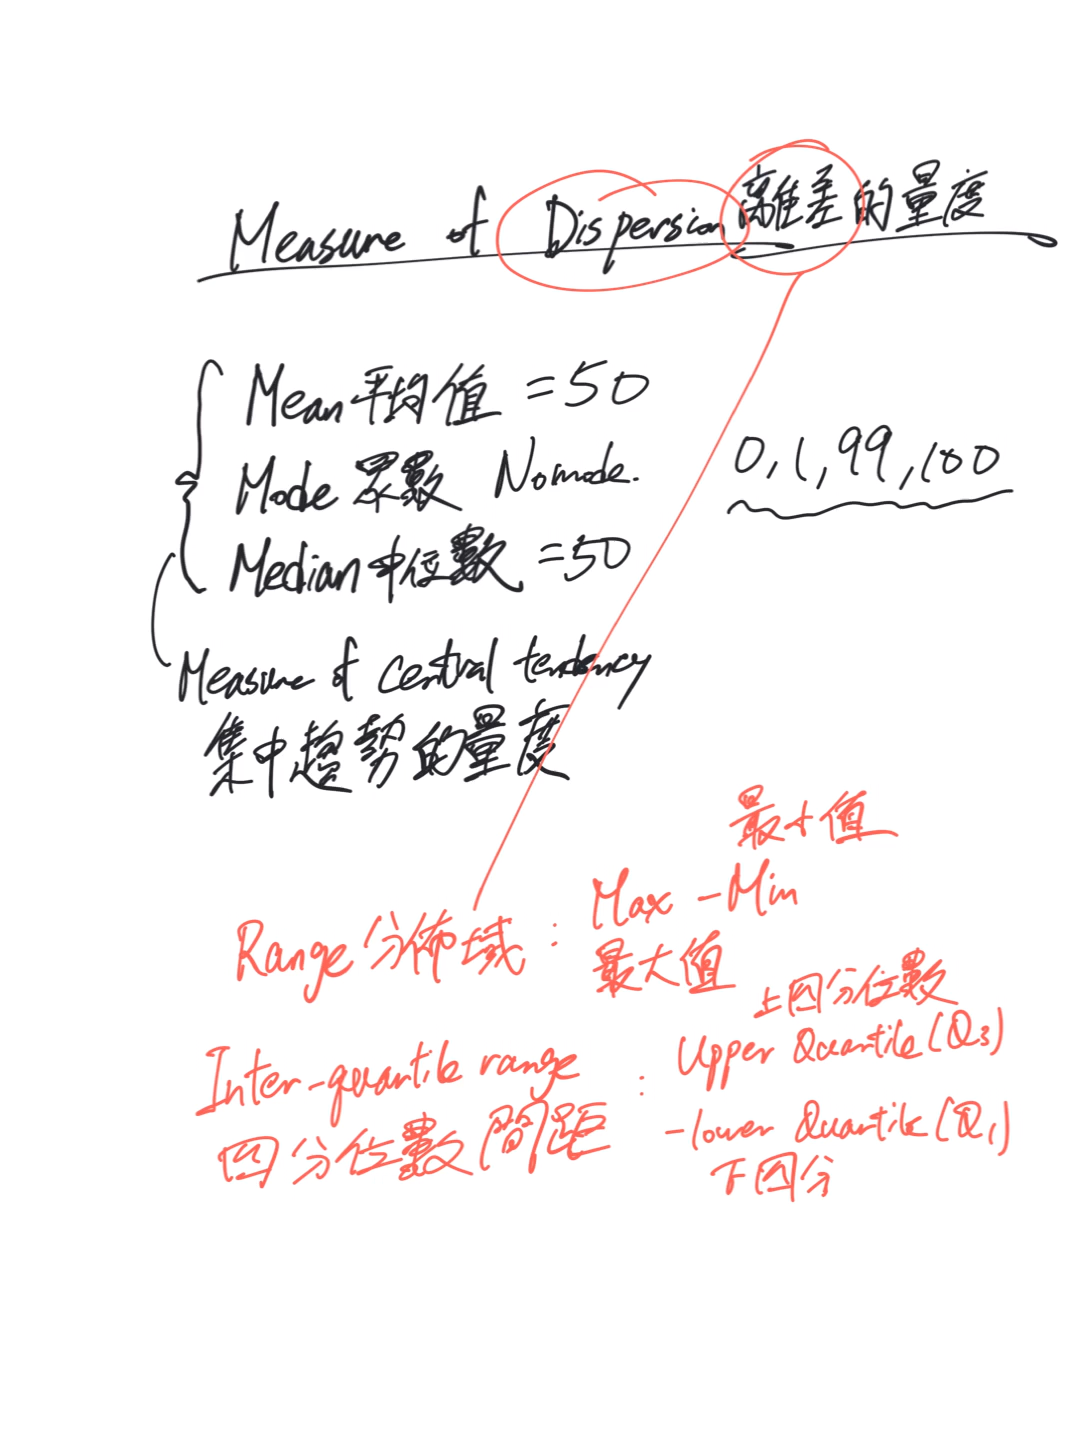 Measure of Dispersion 離差的量度
Mean 平均值 = 50
Mode 眾數 No mode.
0, 1, 99, 100
Median 中位數 = 50
Measure of central tendency
集中趨勢的量度
最小值
Range 分佈域 : Max - Min
最大值
上四分位數
Inter-quantile range : Upper Quantile (Q3)
四分位數間距 - lower Quantile (Q1)
下四分